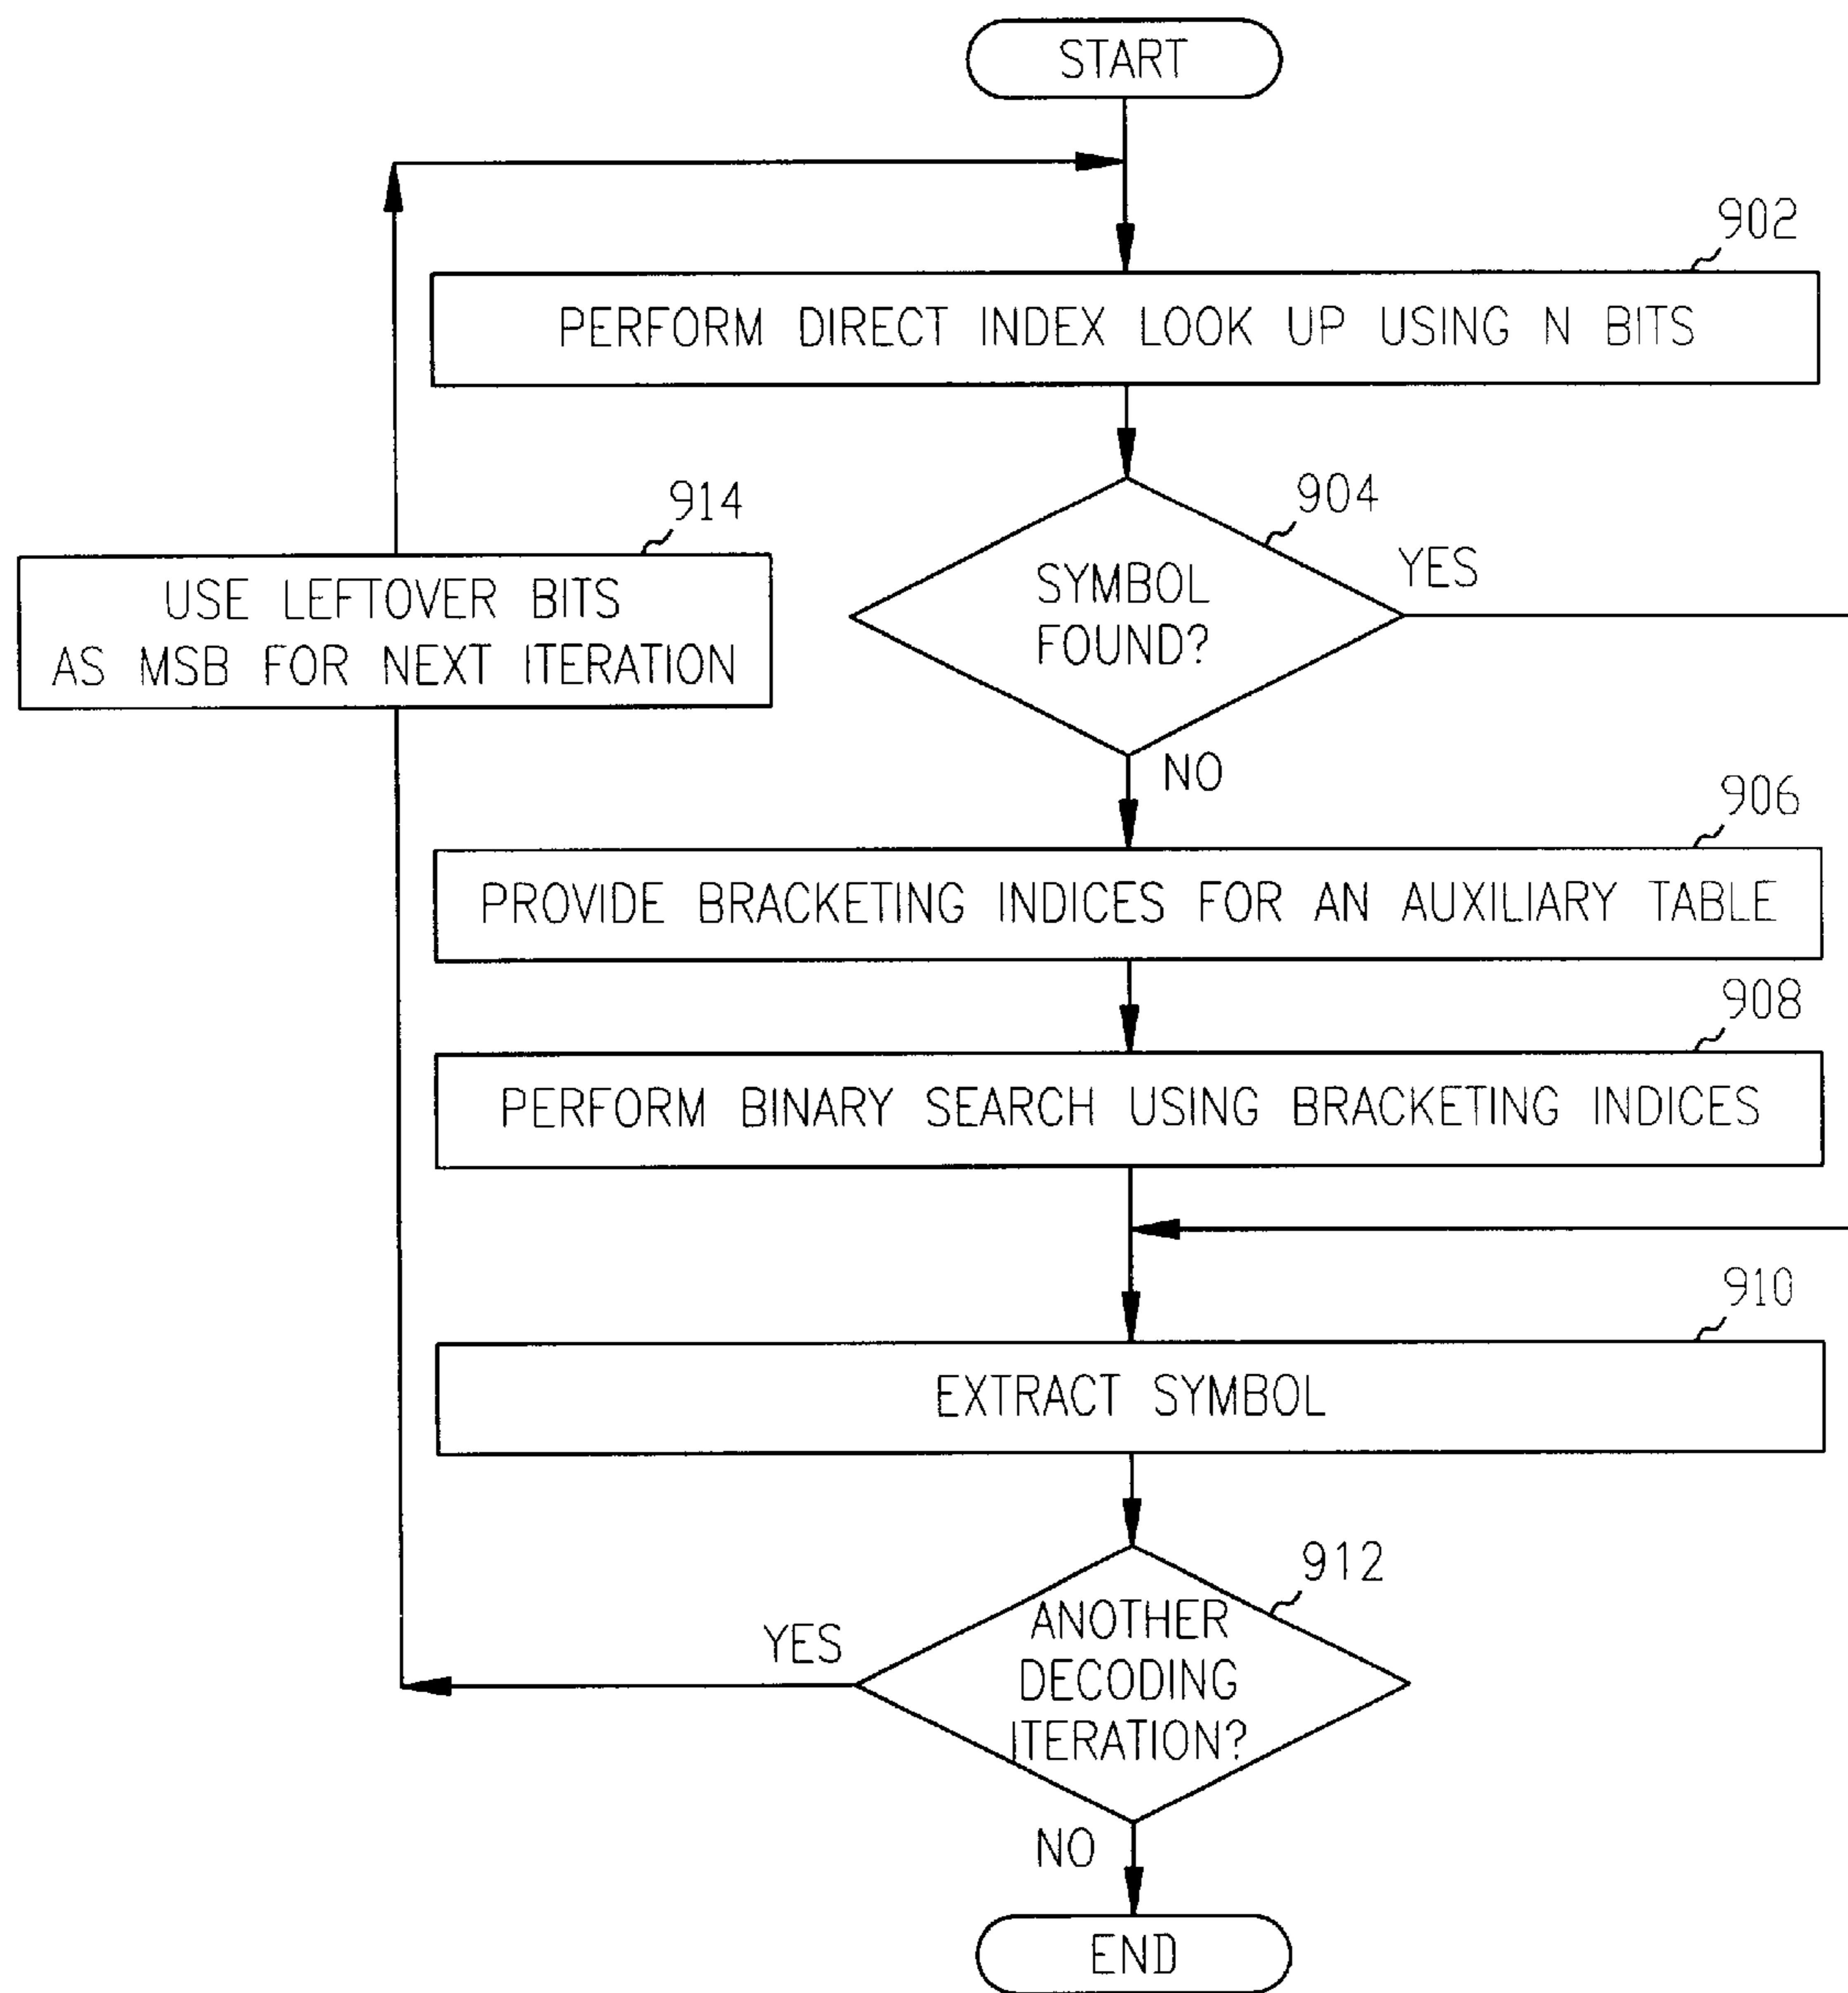 START
902
PERFORM DIRECT INDEX LOOK UP USING N BITS
904
SYMBOL
FOUND?
YES
NO
914
USE LEFTOVER BITS
AS MSB FOR NEXT ITERATION
906
PROVIDE BRACKETING INDICES FOR AN AUXILIARY TABLE
908
PERFORM BINARY SEARCH USING BRACKETING INDICES
910
EXTRACT SYMBOL
912
ANOTHER
DECODING
ITERATION?
YES
NO
END